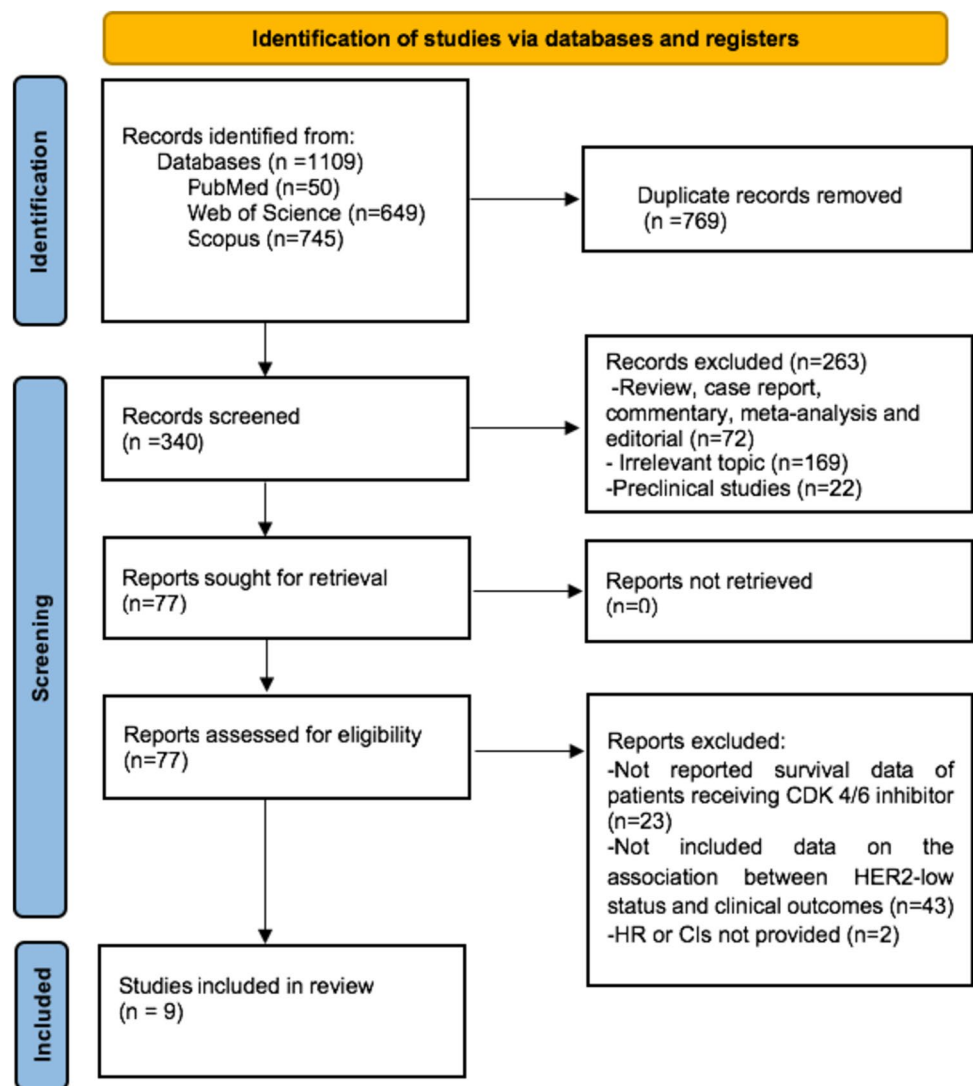 Identification of studies via databases and registers
Identification
Records identified from:
Databases (n =1109)
PubMed (n=50)
Web of Science (n=649)
Scopus (n=745)
Duplicate records removed
(n =769)
Screening
Records screened
(n =340)
Records excluded (n=263)
-Review, case report,
commentary, meta-analysis and
editorial (n=72)
- Irrelevant topic (n=169)
-Preclinical studies (n=22)
Reports sought for retrieval
(n=77)
Reports not retrieved
(n=0)
Reports assessed for eligibility
(n=77)
Reports excluded:
-Not reported survival data of
patients receiving CDK 4/6 inhibitor
(n=23)
-Not included data on the
association between HER2-low
status and clinical outcomes (n=43)
-HR or CIs not provided (n=2)
Included
Studies included in review
(n = 9)